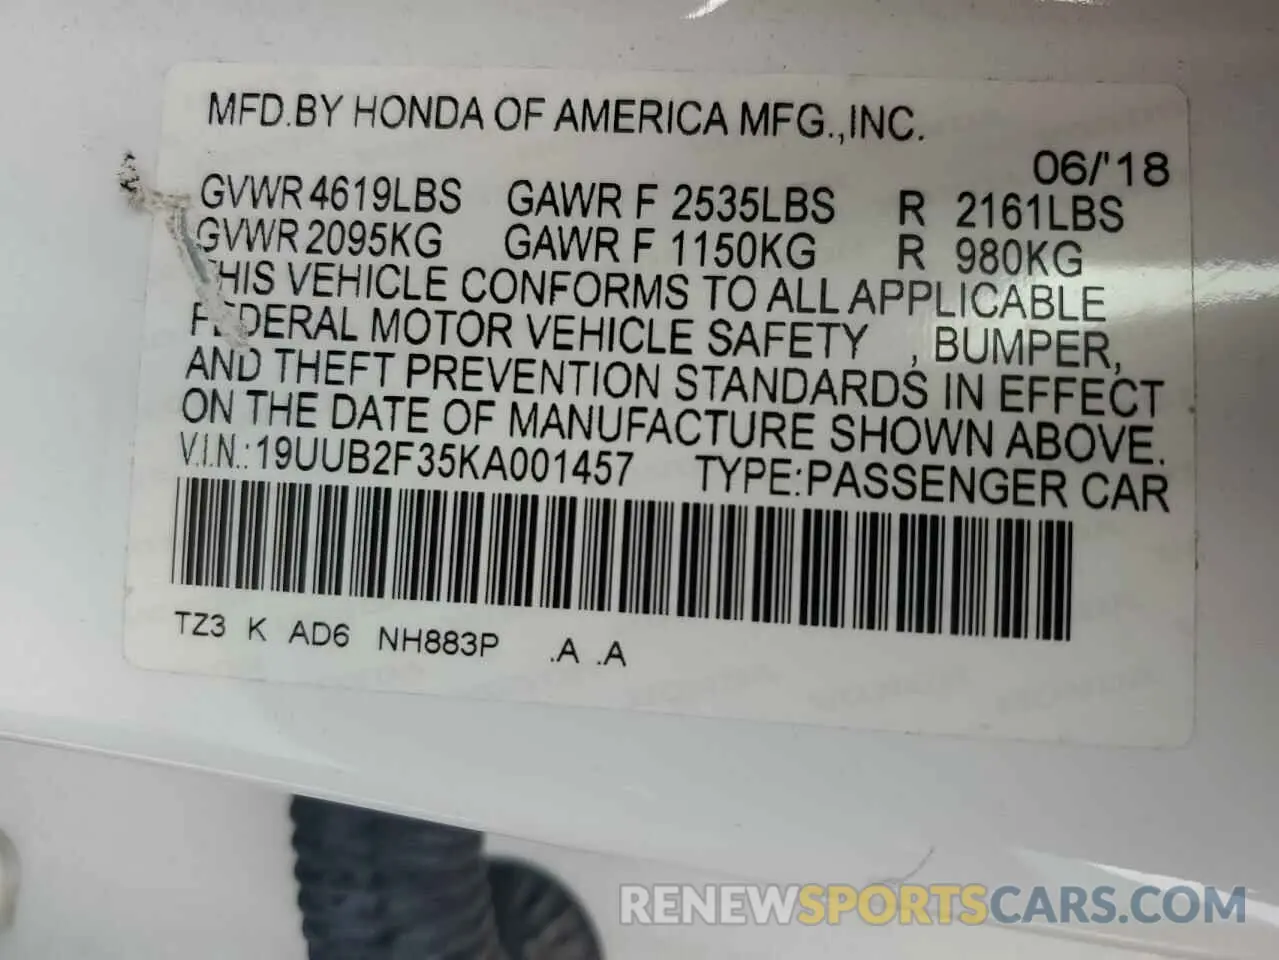 MFD.BY HONDA OF AMERICA MFG.,INC.
06/'18
GVWR 4619LBS GAWR F 2535LBS R 2161LBS
GVWR 2095KG GAWR F 1150KG R 980KG
THIS VEHICLE CONFORMS TO ALL APPLICABLE
FEDERAL MOTOR VEHICLE SAFETY , BUMPER,
AND THEFT PREVENTION STANDARDS IN EFFECT
ON THE DATE OF MANUFACTURE SHOWN ABOVE.
V.I.N.:19UUB2F35KA001457 TYPE:PASSENGER CAR
TZ3 K AD6 NH883P .A .A
RENEWSPORTSCARS.COM